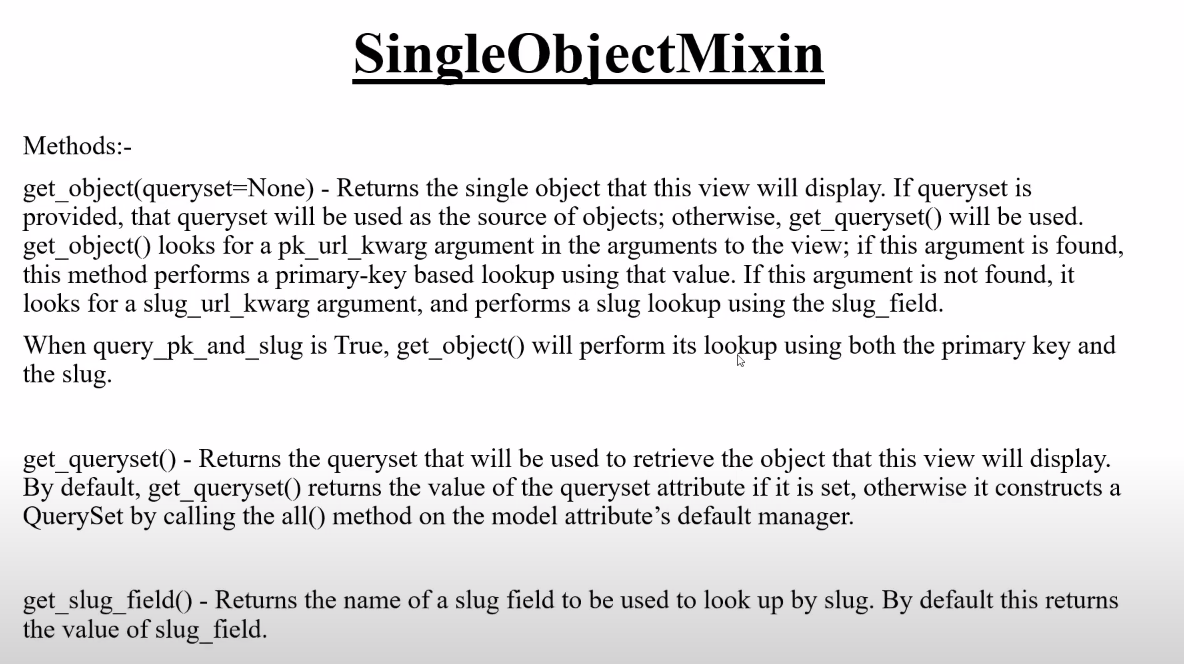 SingleObjectMixin
Methods:-
get_object(queryset=None) - Returns the single object that this view will display. If queryset is
provided, that queryset will be used as the source of objects; otherwise, get_queryset() will be used.
get_object() looks for a pk_url_kwarg argument in the arguments to the view; if this argument is found,
this method performs a primary-key based lookup using that value. If this argument is not found, it
looks for a slug_url_kwarg argument, and performs a slug lookup using the slug_field.
When query_pk_and_slug is True, get_object() will perform its lookup using both the primary key and
the slug.
get_queryset() - Returns the queryset that will be used to retrieve the object that this view will display.
By default, get_queryset() returns the value of the queryset attribute if it is set, otherwise it constructs a
QuerySet by calling the all() method on the model attribute’s default manager.
get_slug_field() - Returns the name of a slug field to be used to look up by slug. By default this returns
the value of slug_field.